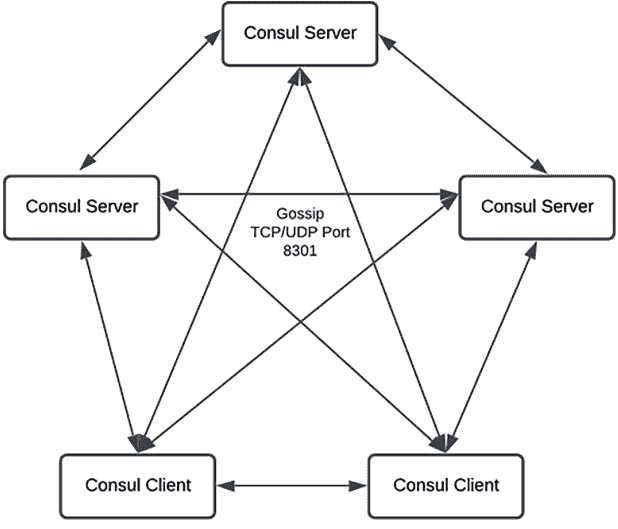 Consul Server
Consul Server
Consul Server
Gossip
TCP/UDP Port
8301
Consul Client
Consul Client